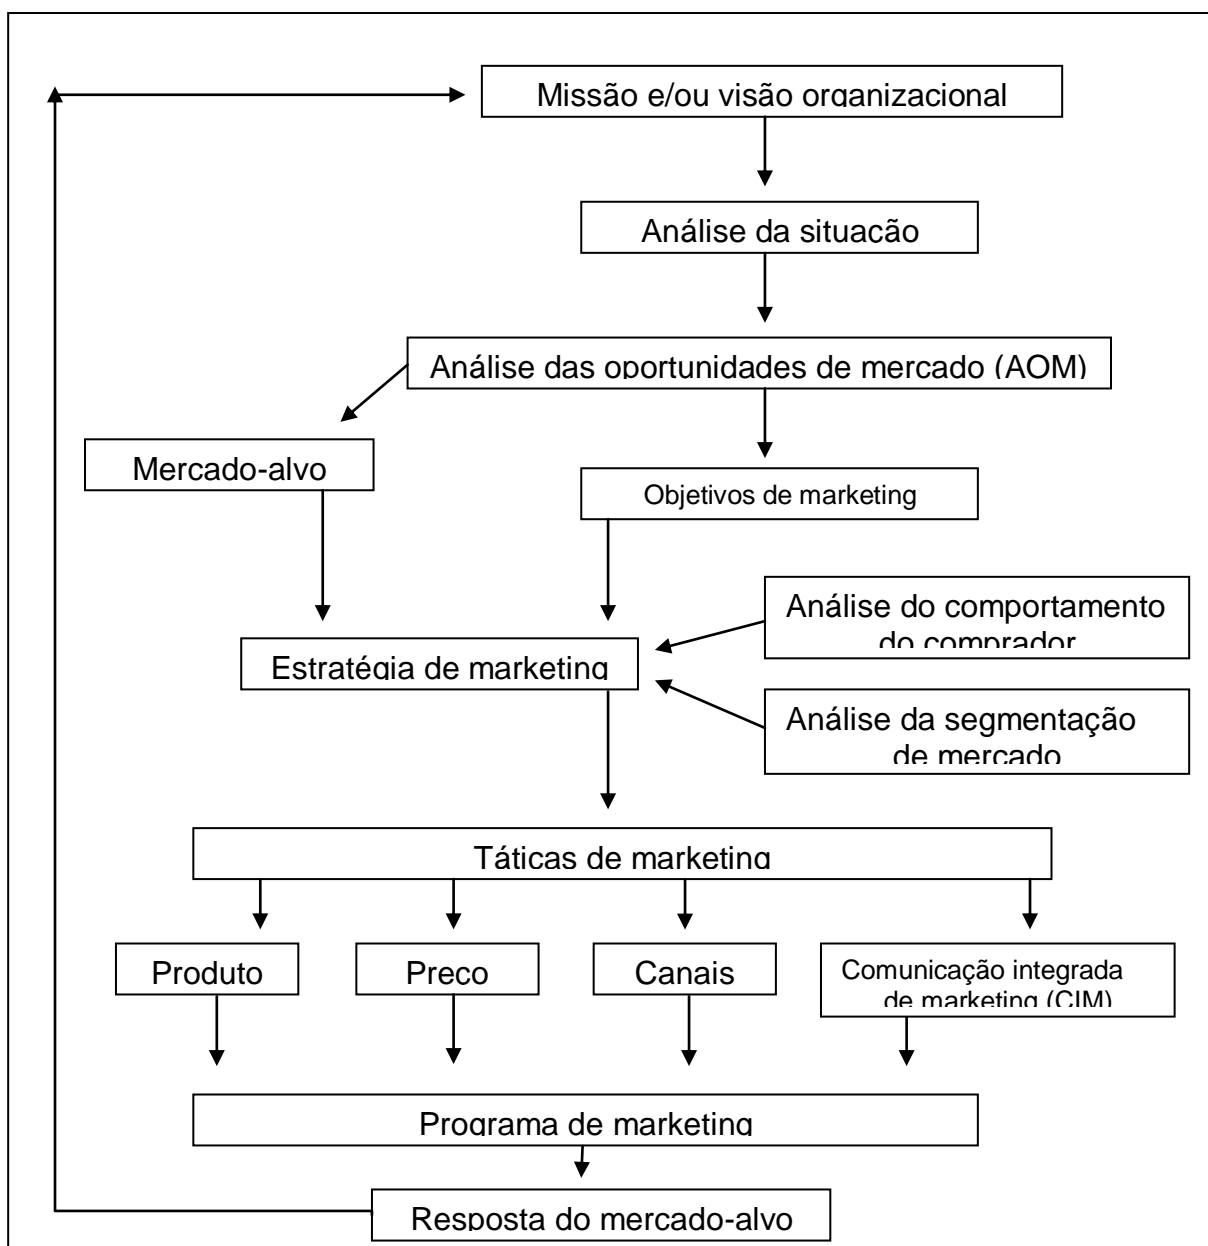 Missão e/ou visão organizacional
Análise da situação
Análise das oportunidades de mercado (AOM)
Mercado-alvo
Objetivos de marketing
Análise do comportamento
do comprador
Estratégia de marketing
Análise da segmentação
de mercado
Táticas de marketing
Produto
Preço
Canais
Comunicação integrada
de marketing (CIM)
Programa de marketing
Resposta do mercado-alvo